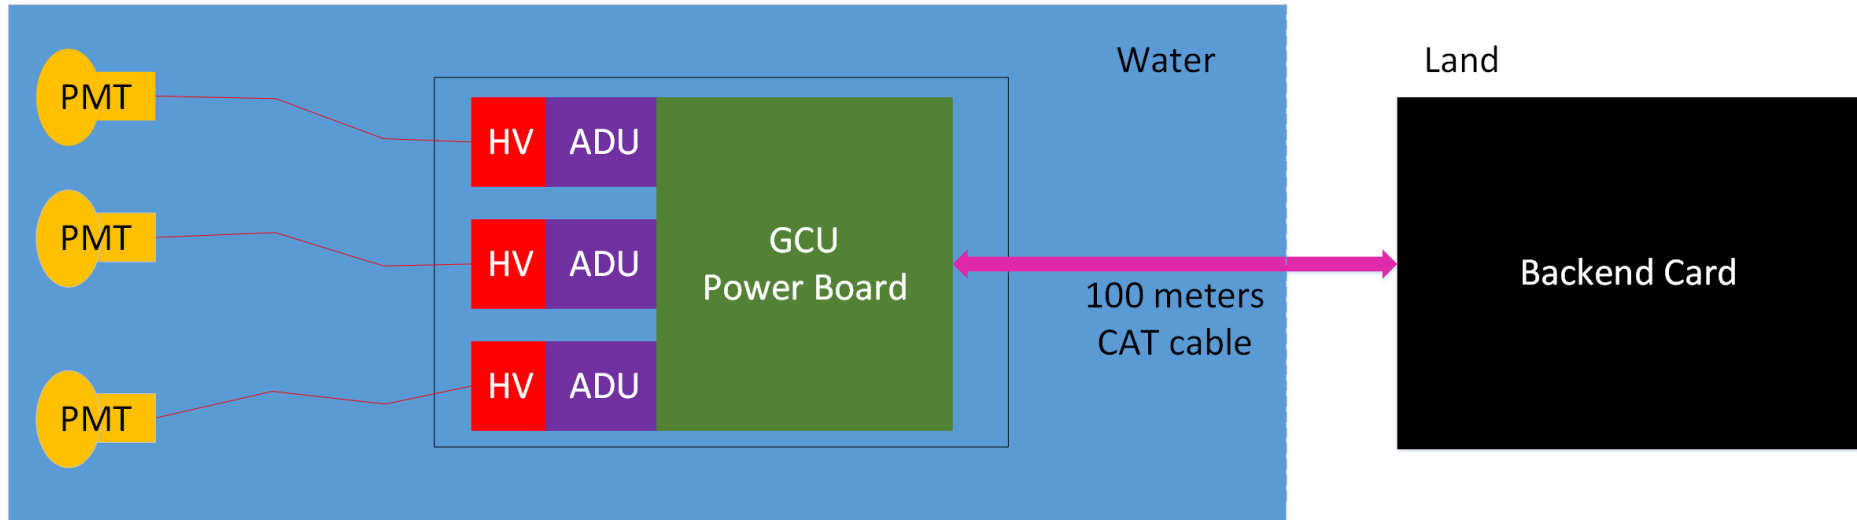 Water
Land
PMT
HV ADU
PMT
HV ADU
GCU
Power Board
100 meters
CAT cable
Backend Card
PMT
HV ADU